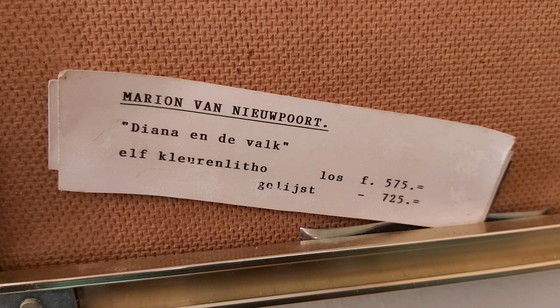 MARION VAN NIEUWPOORT.
"Diana en de valk"
elf kleurenlitho los f. 575.=
gelijst - 725.=